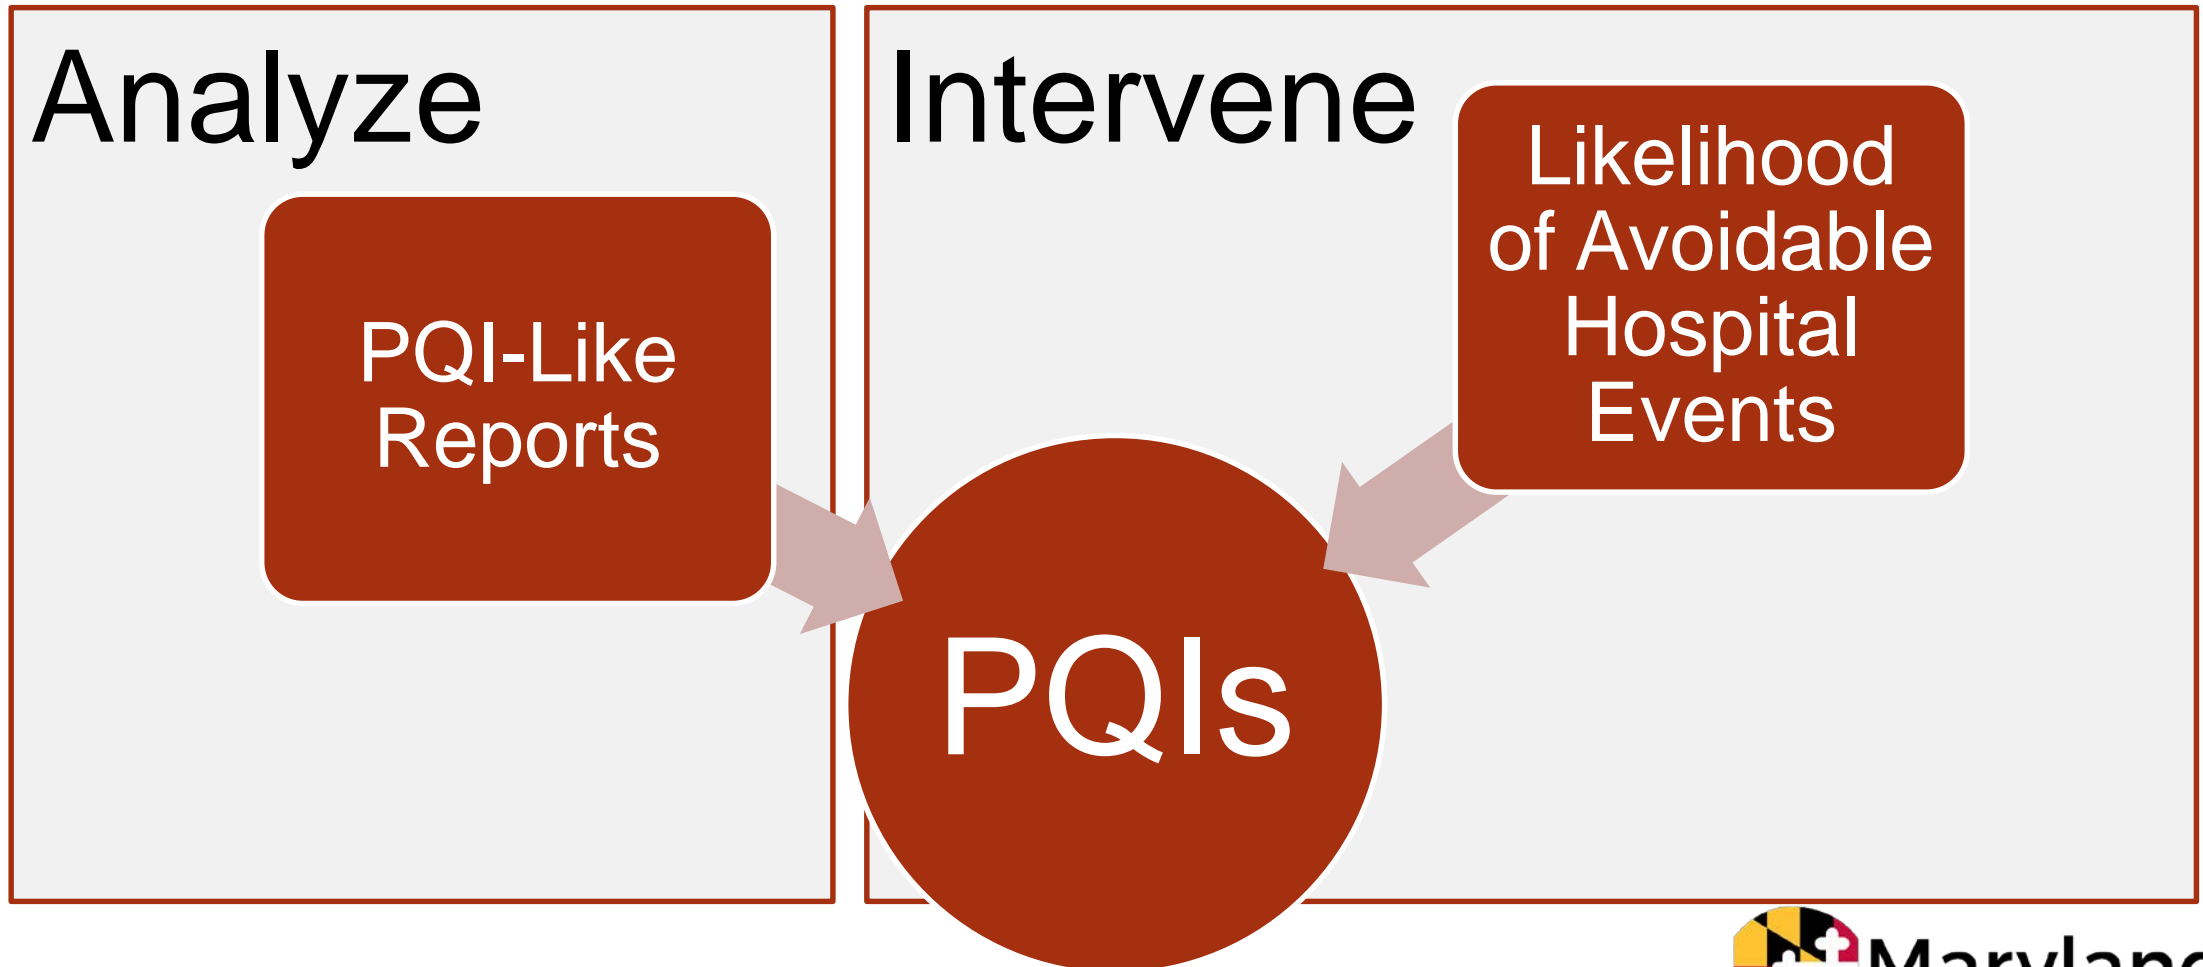 Analyze
PQI-Like
Reports
Intervene
Likelihood
of Avoidable
Hospital
Events
PQIs